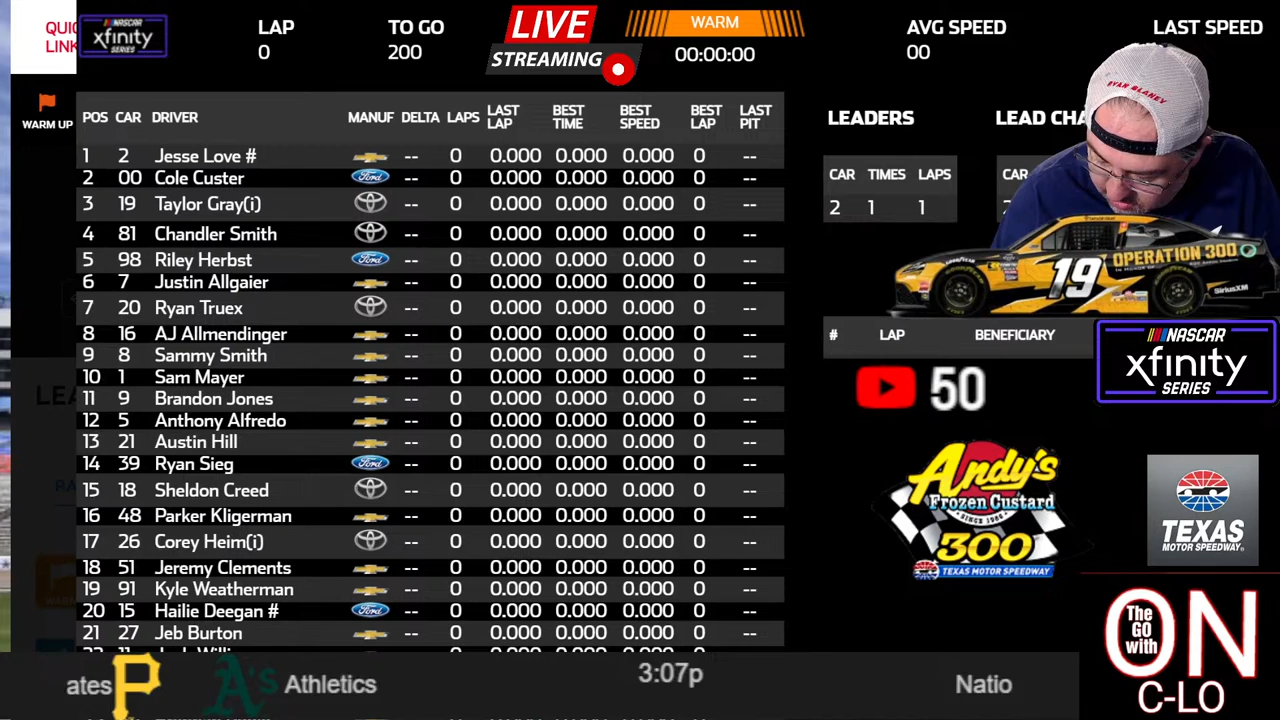 QUIC
LINK
NASCAR
xfinity
SERIES
LAP
0
TO GO
200
LIVE
STREAMING
WARM
00:00:00
AVG SPEED
00
LAST SPEED
WARM UP
POS CAR DRIVER MANUF DELTA LAPS LAST LAP BEST TIME BEST SPEED BEST LAP LAST PIT
1 2 Jesse Love # -- 0 0.000 0.000 0.000 0 --
2 00 Cole Custer Ford -- 0 0.000 0.000 0.000 0 --
3 19 Taylor Gray(i) -- 0 0.000 0.000 0.000 0 --
4 81 Chandler Smith -- 0 0.000 0.000 0.000 0 --
5 98 Riley Herbst Ford -- 0 0.000 0.000 0.000 0 --
6 7 Justin Allgaier -- 0 0.000 0.000 0.000 0 --
7 20 Ryan Truex -- 0 0.000 0.000 0.000 0 --
8 16 AJ Allmendinger -- 0 0.000 0.000 0.000 0 --
9 8 Sammy Smith -- 0 0.000 0.000 0.000 0 --
10 1 Sam Mayer -- 0 0.000 0.000 0.000 0 --
11 9 Brandon Jones -- 0 0.000 0.000 0.000 0 --
12 5 Anthony Alfredo -- 0 0.000 0.000 0.000 0 --
13 21 Austin Hill -- 0 0.000 0.000 0.000 0 --
14 39 Ryan Sieg Ford -- 0 0.000 0.000 0.000 0 --
15 18 Sheldon Creed -- 0 0.000 0.000 0.000 0 --
16 48 Parker Kligerman -- 0 0.000 0.000 0.000 0 --
17 26 Corey Heim(i) -- 0 0.000 0.000 0.000 0 --
18 51 Jeremy Clements -- 0 0.000 0.000 0.000 0 --
19 91 Kyle Weatherman -- 0 0.000 0.000 0.000 0 --
20 15 Hailie Deegan # Ford -- 0 0.000 0.000 0.000 0 --
21 27 Jeb Burton -- 0 0.000 0.000 0.000 0 --
LEADERS
CAR TIMES LAPS
2 1 1
LEAD CHA
CAR
RYAN BLANEY
OPERATION 300
19
SiriusXM
# LAP BENEFICIARY
NASCAR
xfinity
SERIES
50
Andy's
Frozen Custard
SINCE 1986
300
TEXAS MOTOR SPEEDWAY
TEXAS
MOTOR SPEEDWAY
The
GO
with
ON
C-LO
ates P A's Athletics 3:07p Natio